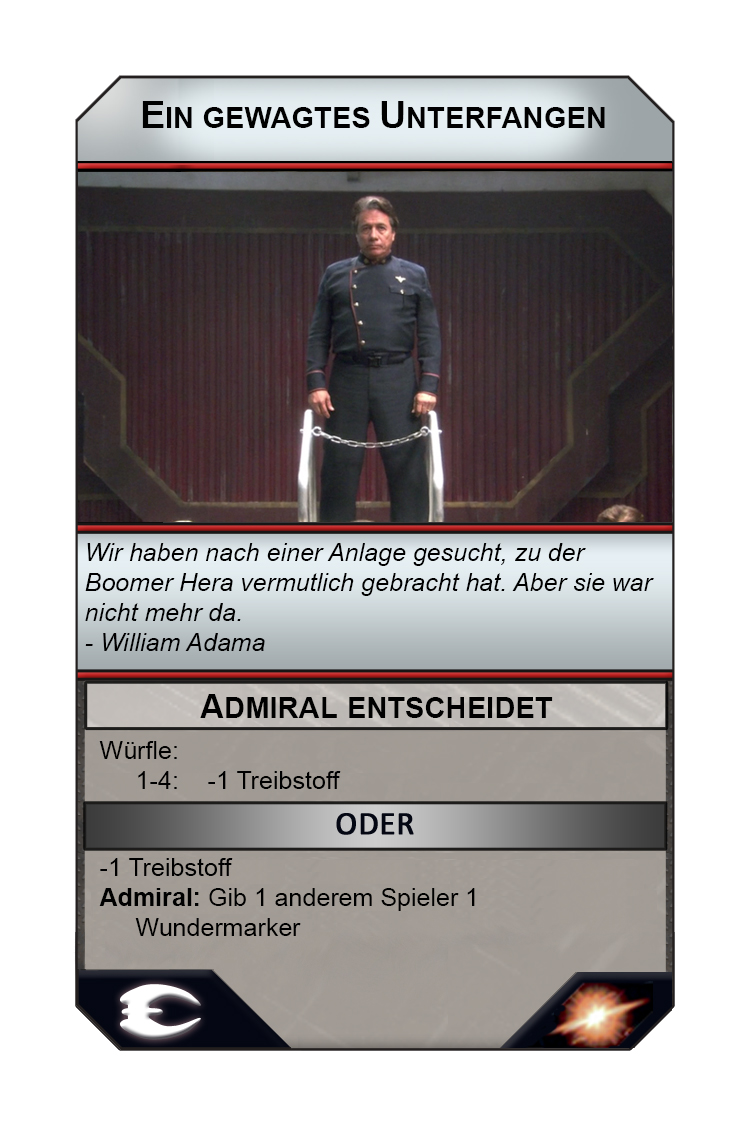 Ein gewagtes Unterfangen
Wir haben nach einer Anlage gesucht, zu der
Boomer Hera vermutlich gebracht hat. Aber sie war
nicht mehr da.
- William Adama
Admiral entscheidet
Würfle:
1-4: -1 Treibstoff
ODER
-1 Treibstoff
Admiral: Gib 1 anderem Spieler 1
Wundermarker